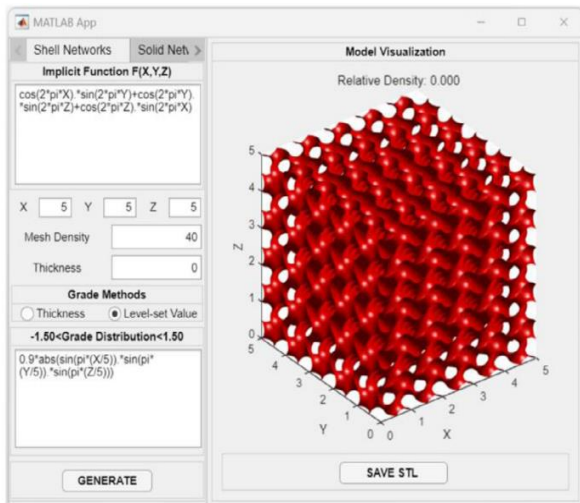 MATLAB App
Shell Networks
Solid Net
Implicit Function F(X,Y,Z)
cos(2*pi*X).*sin(2*pi*Y)+cos(2*pi*Y).
*sin(2*pi*Z)+cos(2*pi*Z).*sin(2*pi*X)
X 5 Y 5 Z 5
Mesh Density 40
Thickness 0
Grade Methods
Thickness Level-set Value
-1.50<Grade Distribution<1.50
0.9*abs(sin(pi*(X/5)).*sin(pi*
(Y/5)).*sin(pi*(Z/5)))
GENERATE
Model Visualization
Relative Density: 0.000
5
4
3
2
1
0
Z
5
4
3
2
1
0
Y
0
1
2
3
4
5
X
SAVE STL